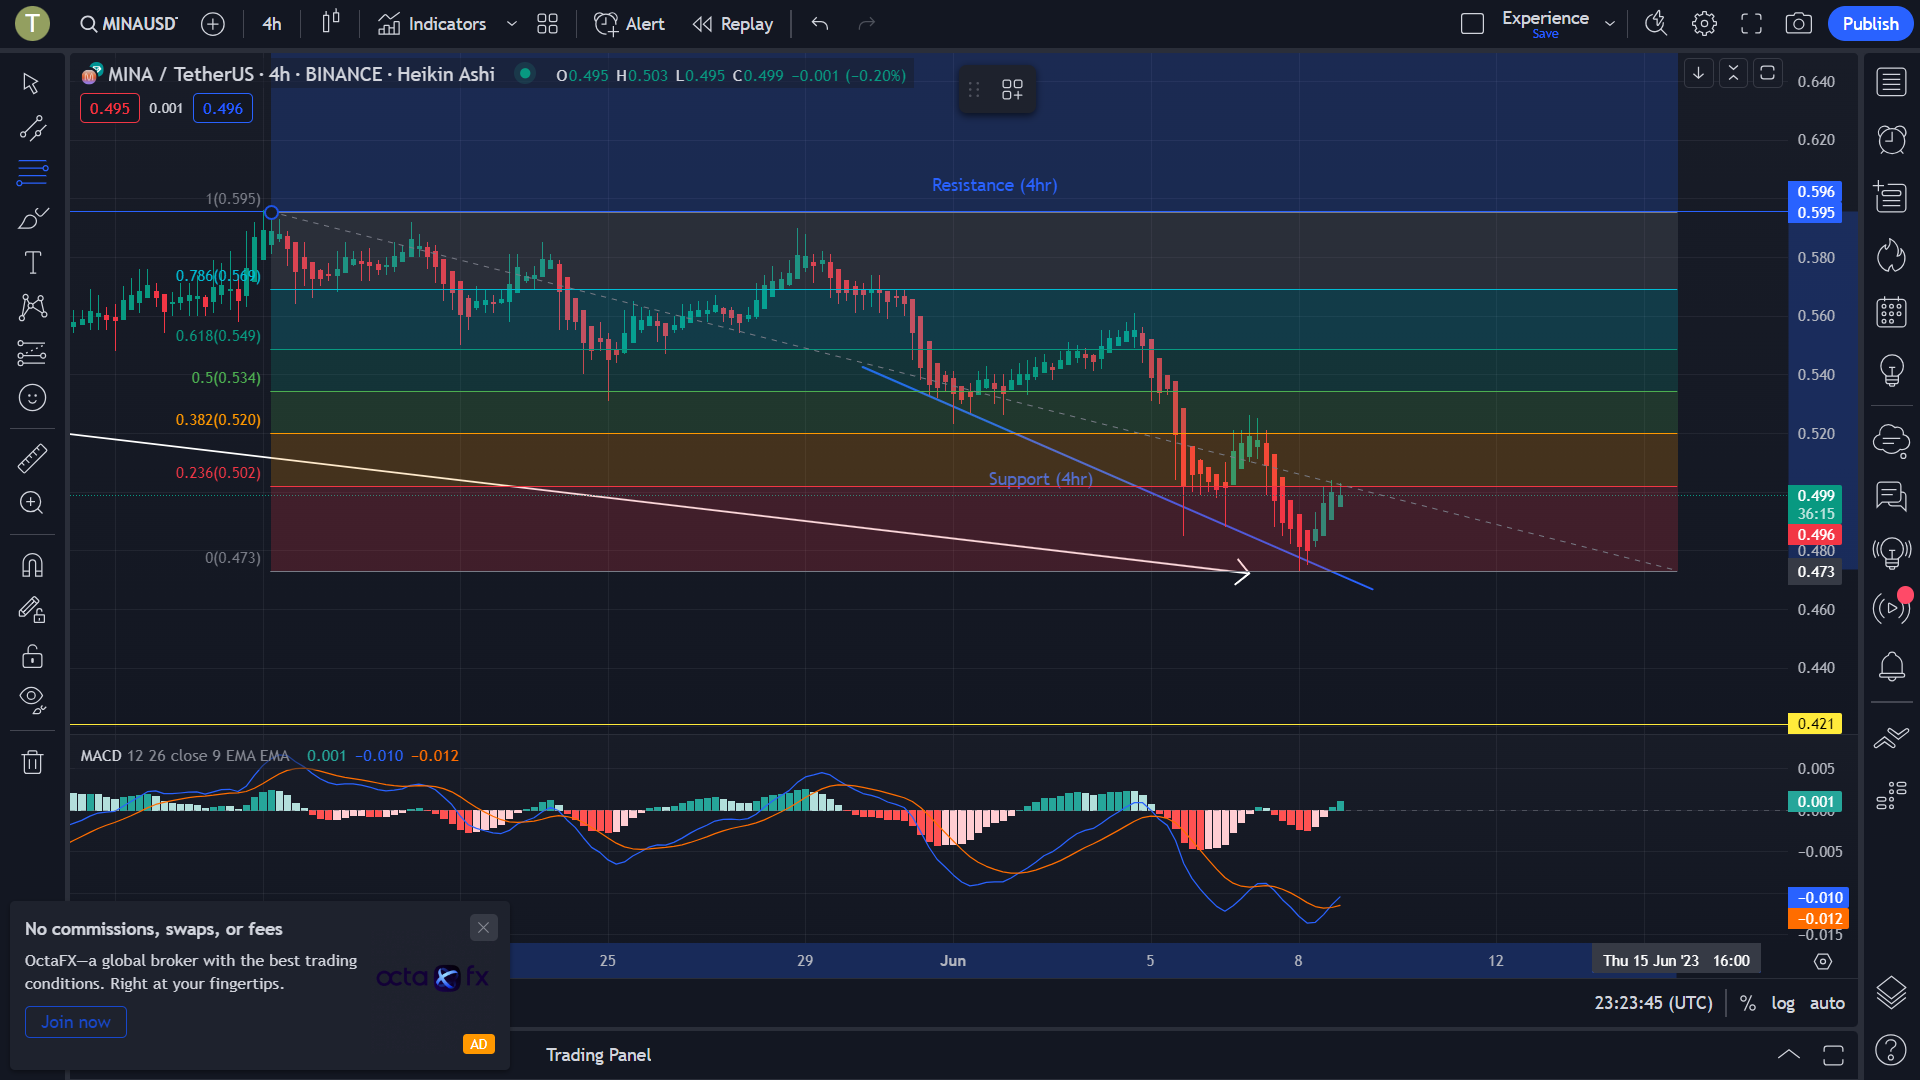 T
MINAUSDT
4h
Indicators
Alert
Replay
Experience
Save
Publish
MINA / TetherUS · 4h · BINANCE · Heikin Ashi
O0.495 H0.503 L0.495 C0.499 −0.001 (−0.20%)
0.495
0.001
0.496
Resistance (4hr)
1(0.595)
0.786(0.569)
0.618(0.549)
0.5(0.534)
0.382(0.520)
0.236(0.502)
0(0.473)
Support (4hr)
0.640
0.620
0.596
0.595
0.580
0.560
0.540
0.520
0.499
36:15
0.496
0.480
0.473
0.460
0.440
0.421
MACD 12 26 close 9 EMA EMA 0.001 −0.010 −0.012
0.005
0.001
0.000
−0.005
−0.010
−0.012
−0.015
25
29
Jun
5
8
12
Thu 15 Jun '23 16:00
No commissions, swaps, or fees
OctaFX—a global broker with the best trading
conditions. Right at your fingertips.
octa fx
Join now
AD
23:23:45 (UTC)
%
log
auto
Trading Panel